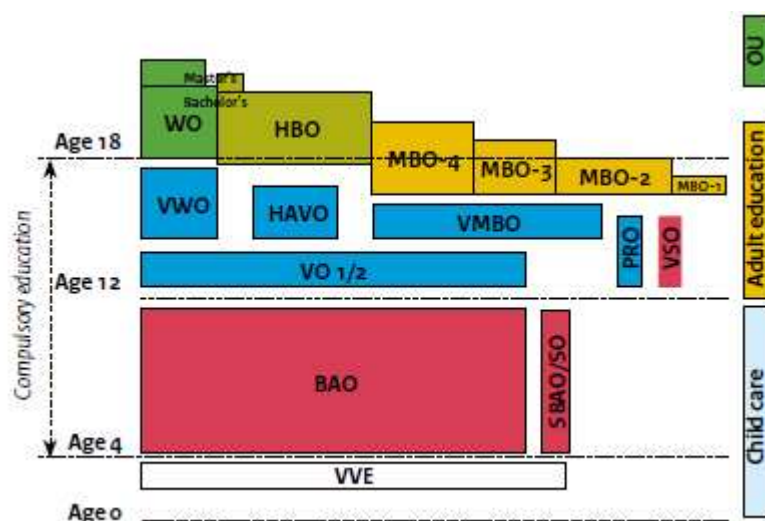 Master's
Bachelor's
OU
WO
HBO
Age 18
MBO-4
MBO-3
MBO-2
MBO-1
VWO
HAVO
VMBO
PRO
VSO
Adult education
Compulsory education
VO 1/2
Age 12
BAO
SBAO/SO
Child care
Age 4
VVE
Age 0